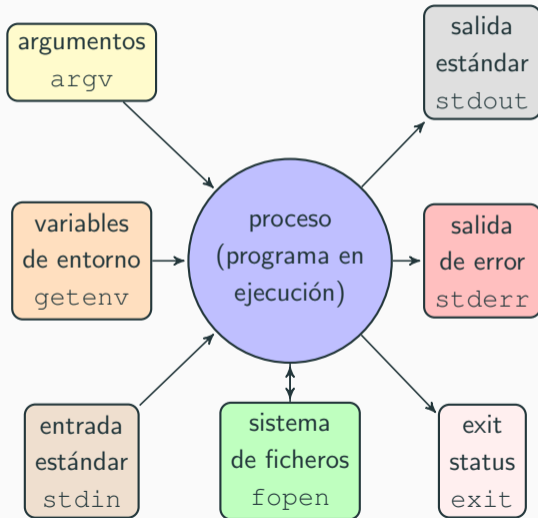 argumentos
argv
salida
estándar
stdout
variables
de entorno
getenv
proceso
(programa en
ejecución)
salida
de error
stderr
entrada
estándar
stdin
sistema
de ficheros
fopen
exit
status
exit